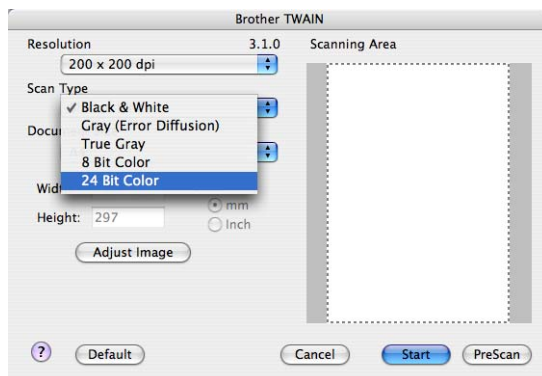 Brother TWAIN
Resolution 3.1.0
200 x 200 dpi
Scan Type
✓ Black & White
Gray (Error Diffusion)
True Gray
8 Bit Color
24 Bit Color
Height: 297
mm
Inch
Adjust Image
Scanning Area
? Default Cancel Start PreScan